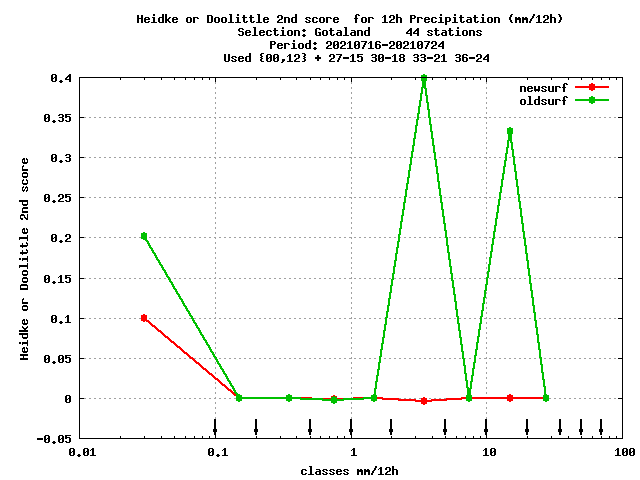 Heidke or Doolittle 2nd score  for 12h Precipitation (mm/12h)
Selection: Gotaland     44 stations
Period: 20210716-20210724
Used {00,12} + 27-15 30-18 33-21 36-24
newsurf
oldsurf
0.4
0.35
0.3
0.25
0.2
0.15
0.1
0.05
0
-0.05
Heidke or Doolittle 2nd score
0.01 0.1 1 10 100
classes mm/12h